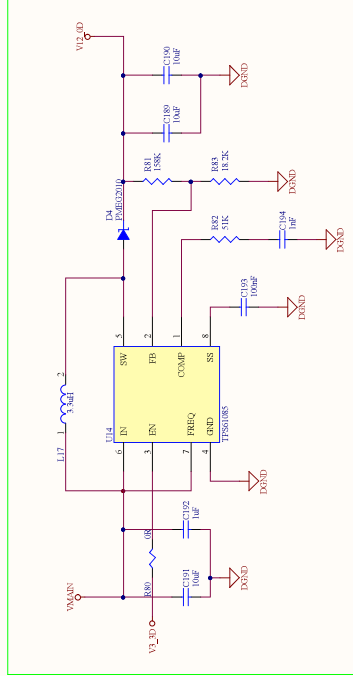 V12_0D
C190
10uF
DGND
C189
10uF
R81
158K
R83
18.2K
DGND
D4
PMEG2010
R82
51K
C194
1nF
DGND
C193
100nF
DGND
5
2
1
8
SW
FB
COMP
SS
U14
TPS61085
IN
EN
FREQ
GND
6
3
7
4
2
3.3uH
1
L17
DGND
C192
1uF
0R
R80
C191
10uF
DGND
VMAIN
V3_3D